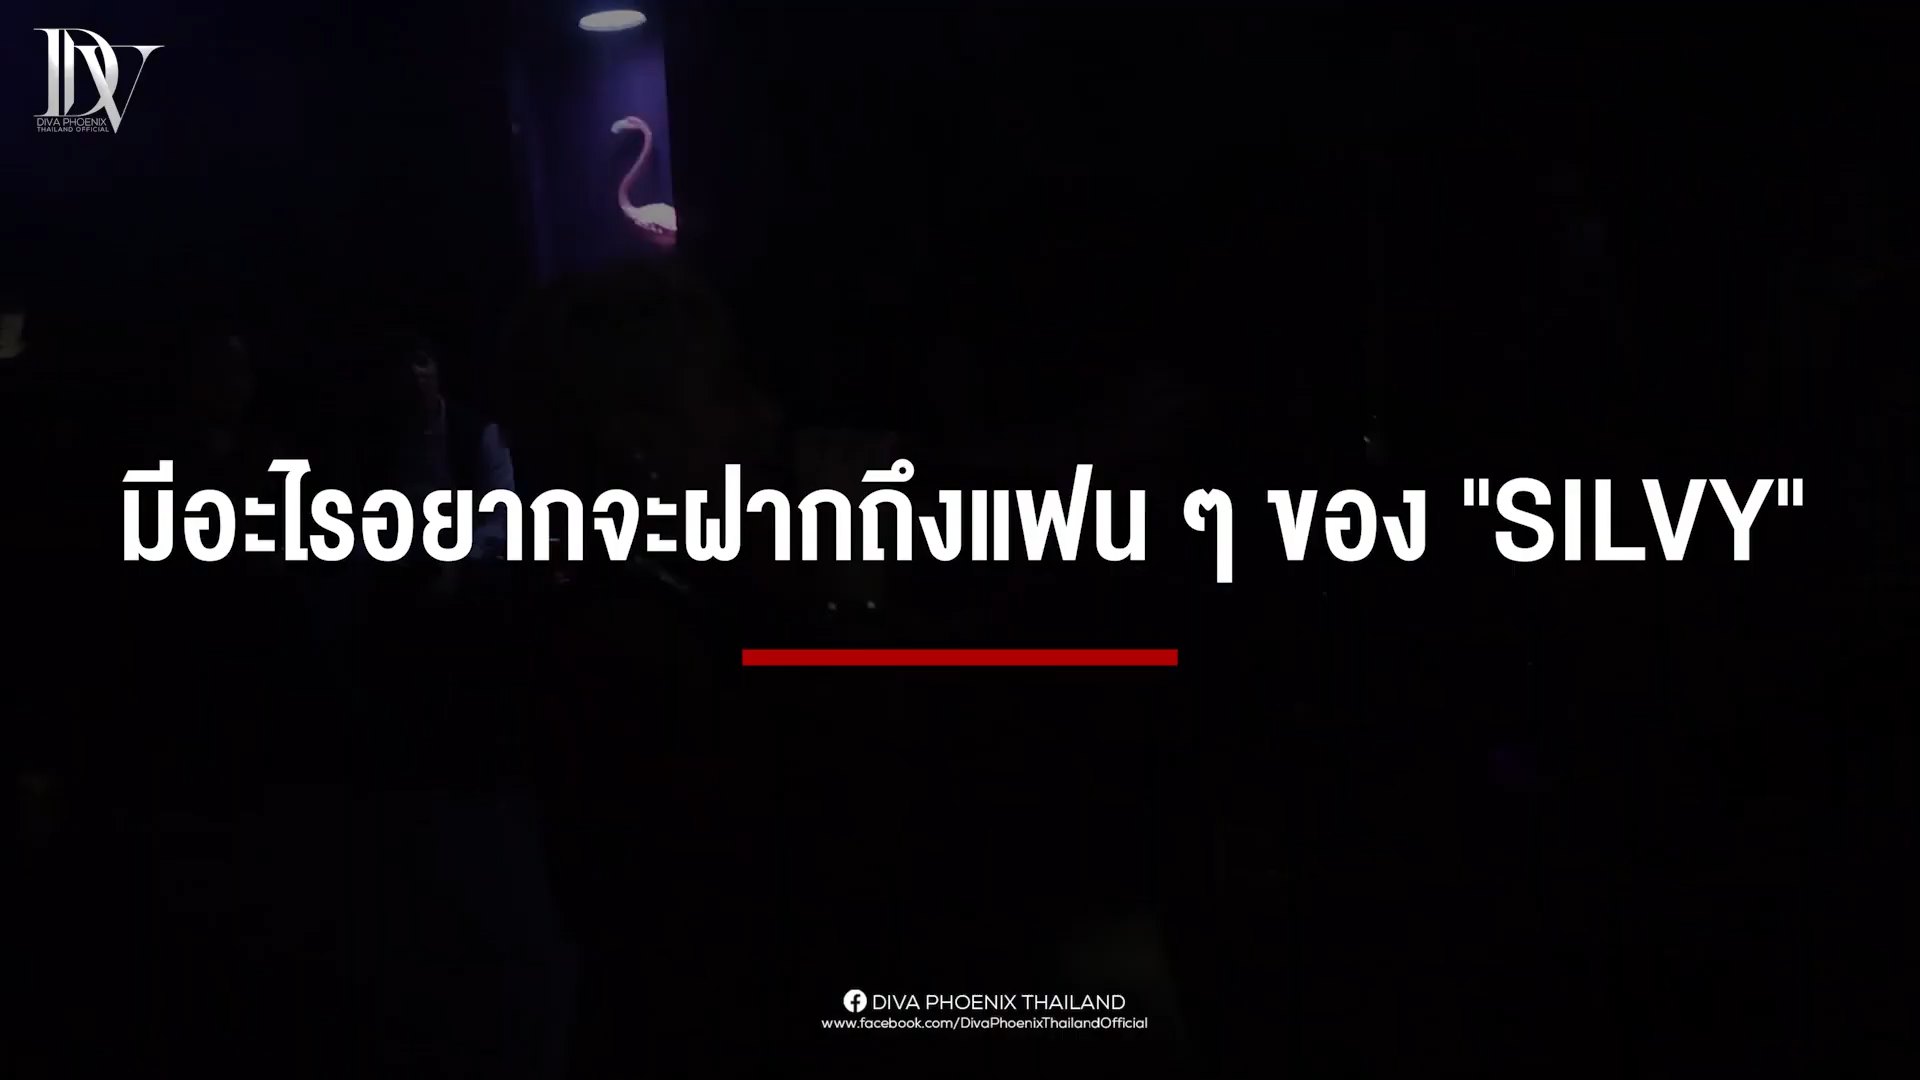 DV
DIVA PHOENIX
THAILAND OFFICIAL
มีอะไรอยากจะฝากถึงแฟน ๆ ของ "SILVY"
DIVA PHOENIX THAILAND
www.facebook.com/DivaPhoenixThailandOfficial